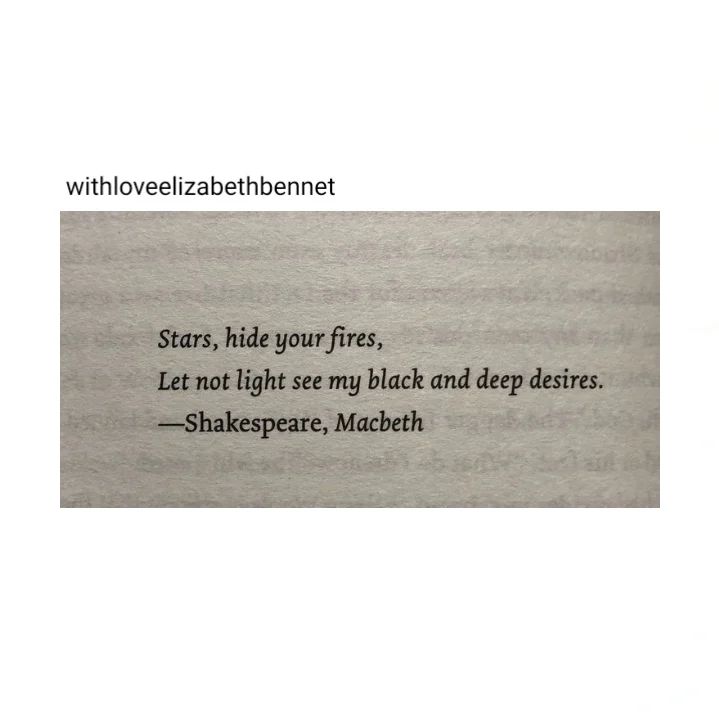 withloveelizabethbennet
Stars, hide your fires,
Let not light see my black and deep desires.
—Shakespeare, Macbeth